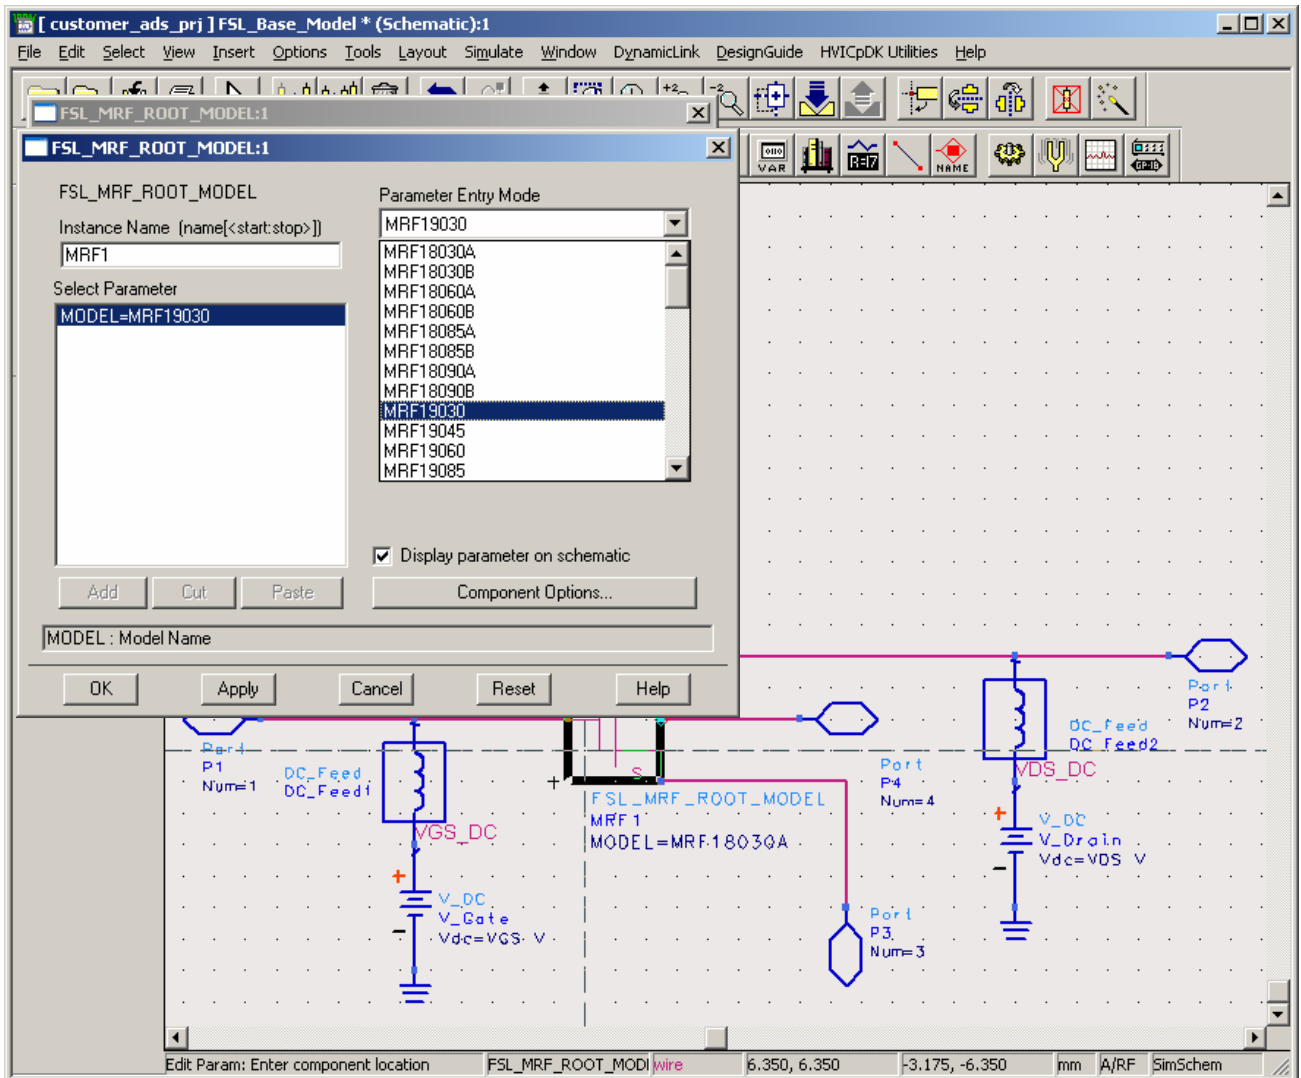 [ customer_ads_prj ] FSL_Base_Model * (Schematic):1
File Edit Select View Insert Options Tools Layout Simulate Window DynamicLink DesignGuide HVICpDK Utilities Help
+2 -2
FSL_MRF_ROOT_MODEL:1
FSL_MRF_ROOT_MODEL:1
VAR
NAME
FSL_MRF_ROOT_MODEL
Instance Name (name[<start:stop>])
MRF1
Select Parameter
MODEL=MRF19030
Add Cut Paste
Parameter Entry Mode
MRF19030
MRF18030A
MRF18030B
MRF18060A
MRF18060B
MRF18085A
MRF18085B
MRF18090A
MRF18090B
MRF19030
MRF19045
MRF19060
MRF19085
Display parameter on schematic
Component Options...
MODEL : Model Name
OK Apply Cancel Reset Help
Port
P1
Num=1
DC_Feed
DC_Feed1
VGS_DC
V_DC
V_Gate
Vdc=VGS V
S
FSL_MRF_ROOT_MODEL
MRF1
MODEL=MRF18030A
Port
P4
Num=4
Port
P3
Num=3
DC_Feed
DC_Feed2
VDS_DC
V_DC
V_Drain
Vdc=VDS V
Port
P2
Num=2
Edit Param: Enter component location FSL_MRF_ROOT_MODI wire 6.350, 6.350 -3.175, -6.350 mm A/RF SimSchem